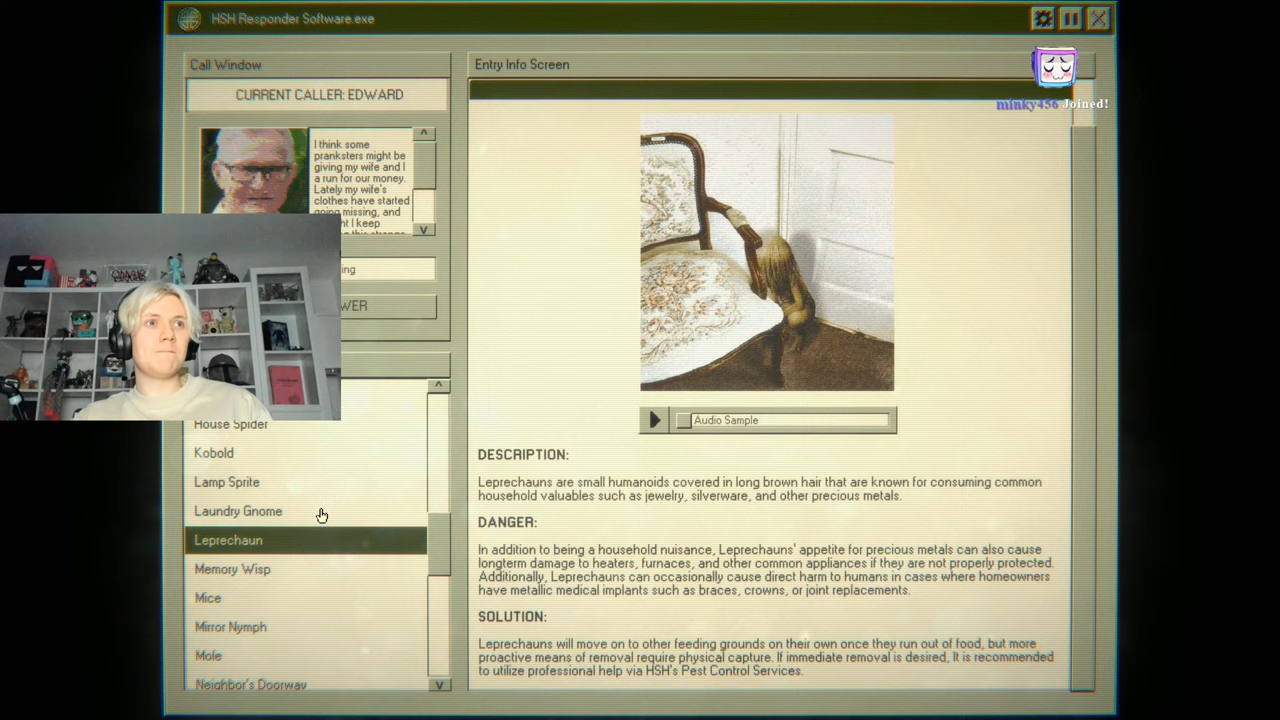 HSH Responder Software.exe
Call Window
CURRENT CALLER: EDWARD
I think some
pranksters might be
giving my wife and I
a run for our money.
Lately my wife's
clothes have started
going missing, and
I keep
House Spider
Kobold
Lamp Sprite
Laundry Gnome
Leprechaun
Memory Wisp
Mice
Mirror Nymph
Mole
Neighbor's Doorway
Entry Info Screen
minky456 Joined!
Audio Sample
DESCRIPTION:
Leprechauns are small humanoids covered in long brown hair that are known for consuming common
household valuables such as jewelry, silverware, and other precious metals.
DANGER:
In addition to being a household nuisance, Leprechauns' appetite for precious metals can also cause
longterm damage to heaters, furnaces, and other common appliances if they are not properly protected.
Additionally, Leprechauns can occasionally cause direct harm to humans in cases where homeowners
have metallic medical implants such as braces, crowns, or joint replacements.
SOLUTION:
Leprechauns will move on to other feeding grounds on their own once they run out of food, but more
proactive means of removal require physical capture. If immediate removal is desired, It is recommended
to utilize professional help via HSH's Pest Control Services.